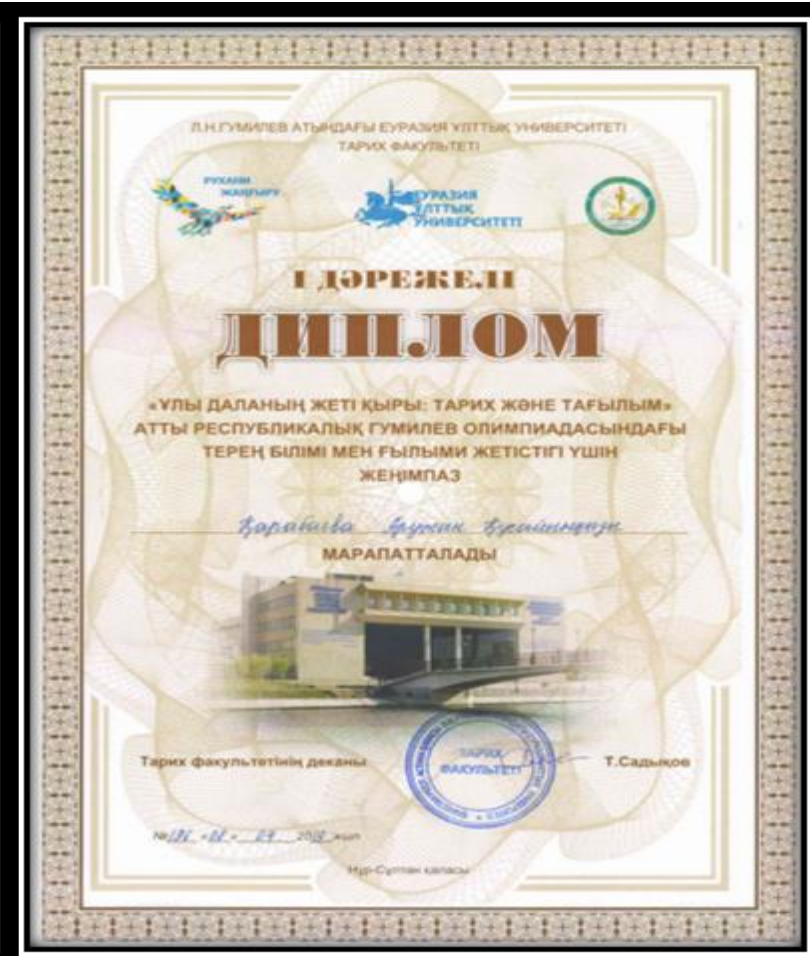 Л.Н.ГУМИЛЕВ АТЫНДАҒЫ ЕУРАЗИЯ ҰЛТТЫҚ УНИВЕРСИТЕТІ
ТАРИХ ФАКУЛЬТЕТІ
РУХАНИ
ЖАҢҒЫРУ
ЕУРАЗИЯ
ҰЛТТЫҚ
УНИВЕРСИТЕТІ
І ДӘРЕЖЕЛІ
ДИПЛОМ
«ҰЛЫ ДАЛАНЫҢ ЖЕТІ ҚЫРЫ: ТАРИХ ЖӘНЕ ТАҒЫЛЫМ»
АТТЫ РЕСПУБЛИКАЛЫҚ ГУМИЛЕВ ОЛИМПИАДАСЫНДАҒЫ
ТЕРЕҢ БІЛІМІ МЕН ҒЫЛЫМИ ЖЕТІСТІГІ ҮШІН
ЖЕҢІМПАЗ
МАРАПАТТАЛАДЫ
Тарих факультетінің деканы
ТАРИХ
ФАКУЛЬТЕТІ
Т.Садықов
04 жыл
Нұр-Сұлтан қаласы